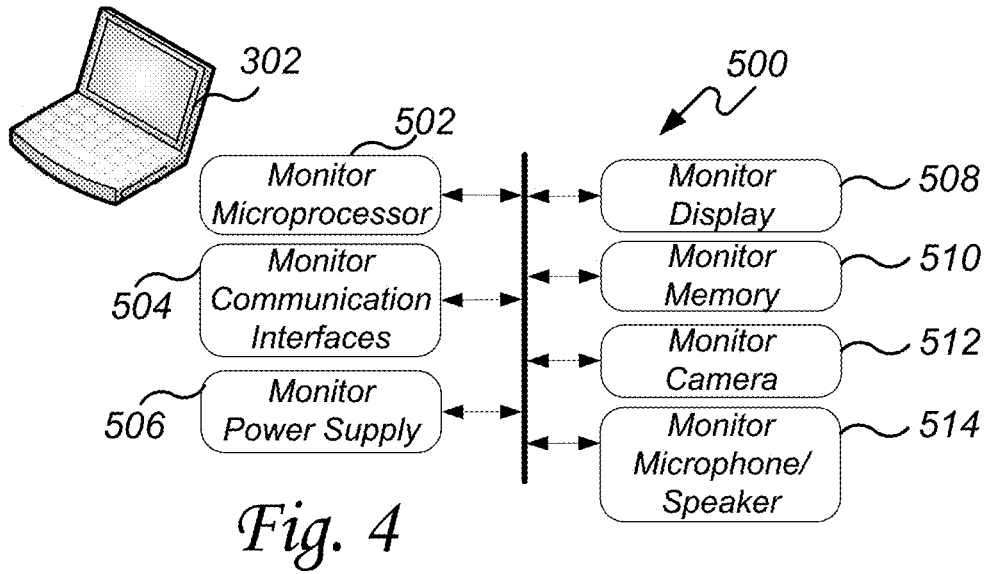 302
500
502
Monitor
Microprocessor
504
Monitor
Communication
Interfaces
506
Monitor
Power Supply
508
Monitor
Display
510
Monitor
Memory
512
Monitor
Camera
514
Monitor
Microphone/
Speaker
Fig. 4